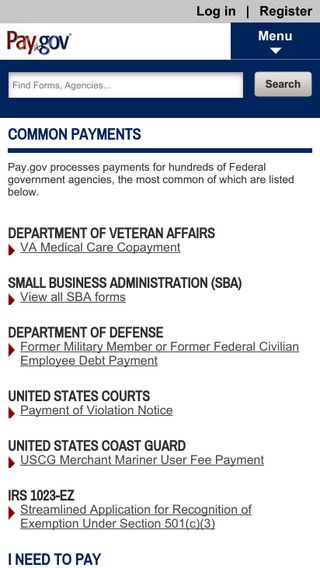 Log in | Register
Pay.gov
Menu
Find Forms, Agencies...
Search
COMMON PAYMENTS
Pay.gov processes payments for hundreds of Federal
government agencies, the most common of which are listed
below.
DEPARTMENT OF VETERAN AFFAIRS
VA Medical Care Copayment
SMALL BUSINESS ADMINISTRATION (SBA)
View all SBA forms
DEPARTMENT OF DEFENSE
Former Military Member or Former Federal Civilian
Employee Debt Payment
UNITED STATES COURTS
Payment of Violation Notice
UNITED STATES COAST GUARD
USCG Merchant Mariner User Fee Payment
IRS 1023-EZ
Streamlined Application for Recognition of
Exemption Under Section 501(c)(3)
I NEED TO PAY